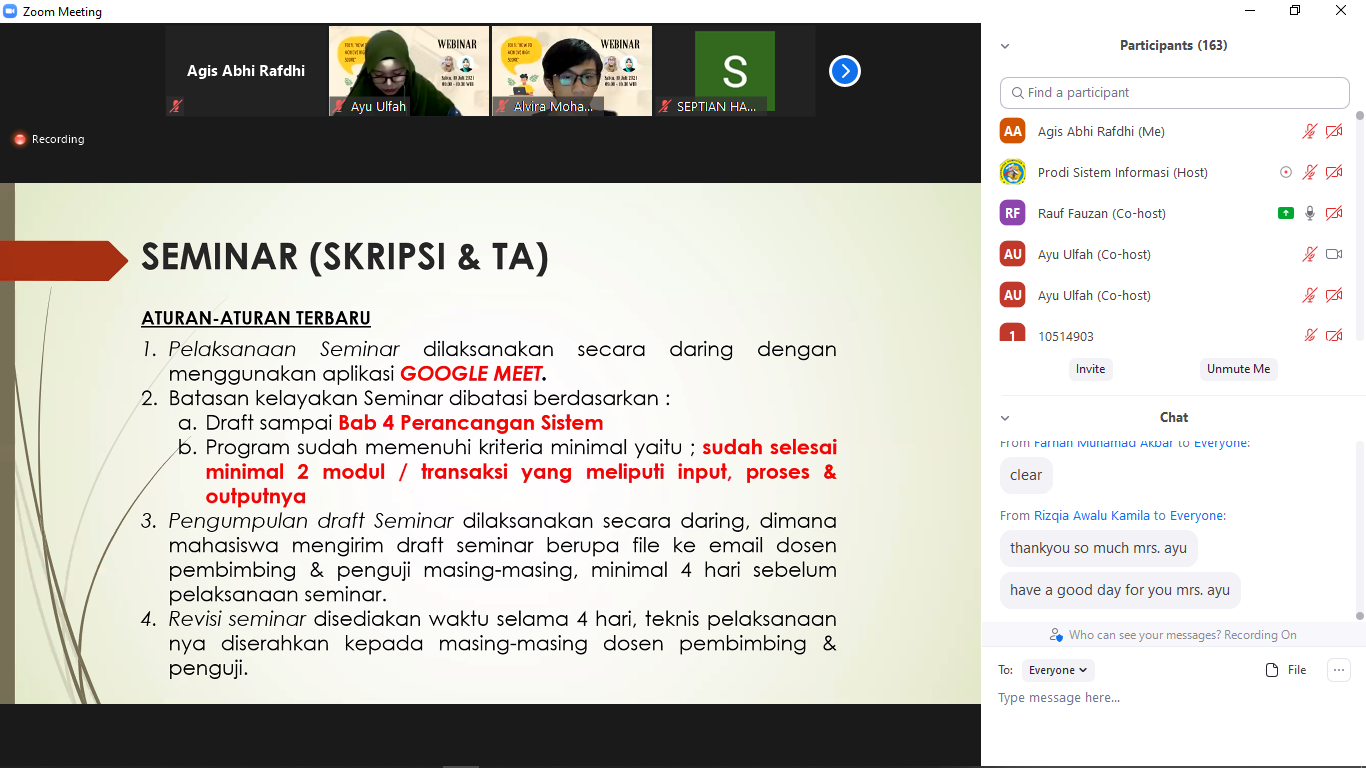 Zoom Meeting
Agis Abhi Rafdhi
WEBINAR
WEBINAR
S
Ayu Ulfah
Alvira Moha...
SEPTIAN HA...
Recording
SEMINAR (SKRIPSI & TA)
ATURAN-ATURAN TERBARU
1. Pelaksanaan Seminar dilaksanakan secara daring dengan
menggunakan aplikasi GOOGLE MEET.
2. Batasan kelayakan Seminar dibatasi berdasarkan :
a. Draft sampai Bab 4 Perancangan Sistem
b. Program sudah memenuhi kriteria minimal yaitu ; sudah selesai
minimal 2 modul / transaksi yang meliputi input, proses &
outputnya
3. Pengumpulan draft Seminar dilaksanakan secara daring, dimana
mahasiswa mengirim draft seminar berupa file ke email dosen
pembimbing & penguji masing-masing, minimal 4 hari sebelum
pelaksanaan seminar.
4. Revisi seminar disediakan waktu selama 4 hari, teknis pelaksanaan
nya diserahkan kepada masing-masing dosen pembimbing &
penguji.
Participants (163)
Find a participant
AA Agis Abhi Rafdhi (Me)
Prodi Sistem Informasi (Host)
RF Rauf Fauzan (Co-host)
AU Ayu Ulfah (Co-host)
AU Ayu Ulfah (Co-host)
1 10514903
Invite
Unmute Me
Chat
From Farhan Muhamad Akbar to Everyone:
clear
From Rizqia Awalu Kamila to Everyone:
thankyou so much mrs. ayu
have a good day for you mrs. ayu
Who can see your messages? Recording On
To: Everyone
File
Type message here...